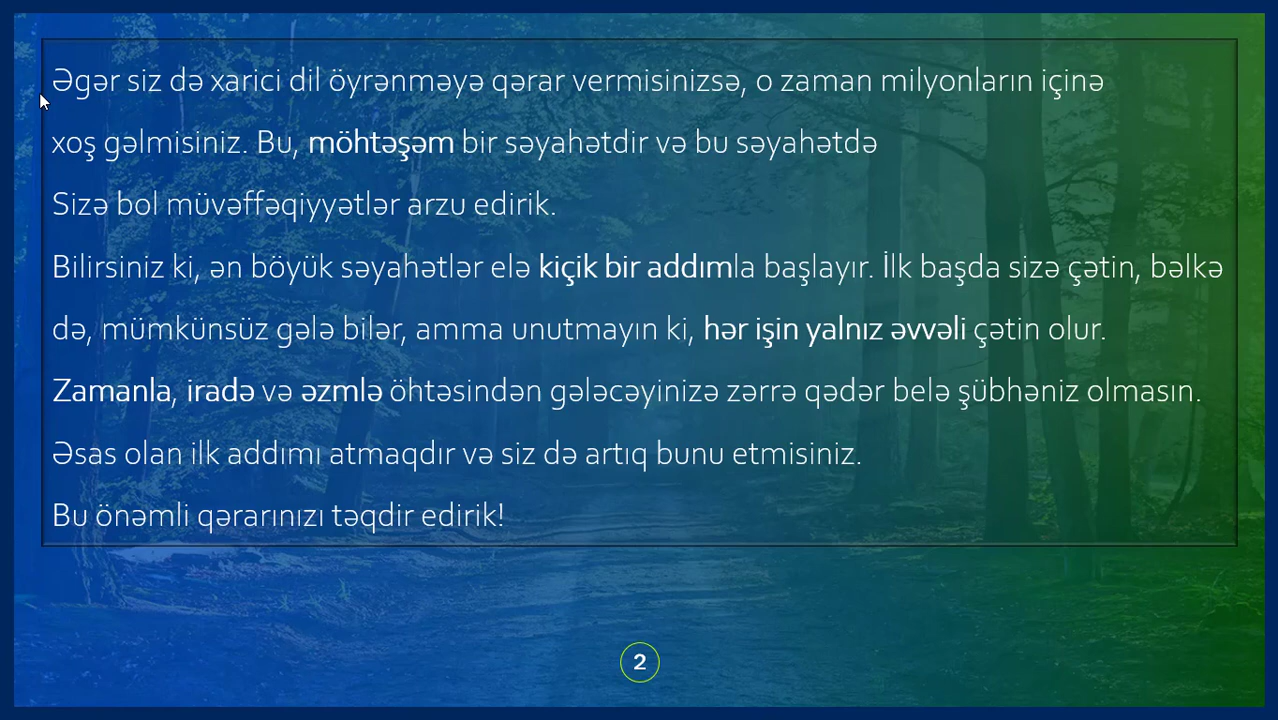 Əgər siz də xarici dil öyrənməyə qərar vermisinizsə, o zaman milyonların içinə
xoş gəlmisiniz. Bu, möhtəşəm bir səyahətdir və bu səyahətdə
Sizə bol müvəffəqiyyətlər arzu edirik.
Bilirsiniz ki, ən böyük səyahətlər elə kiçik bir addımla başlayır. İlk başda sizə çətin, bəlkə
də, mümkünsüz gələ bilər, amma unutmayın ki, hər işin yalnız əvvəli çətin olur.
Zamanla, iradə və əzmlə öhtəsindən gələcəyinizə zərrə qədər belə şübhəniz olmasın.
Əsas olan ilk addımı atmaqdır və siz də artıq bunu etmisiniz.
Bu önəmli qərarınızı təqdir edirik!
2